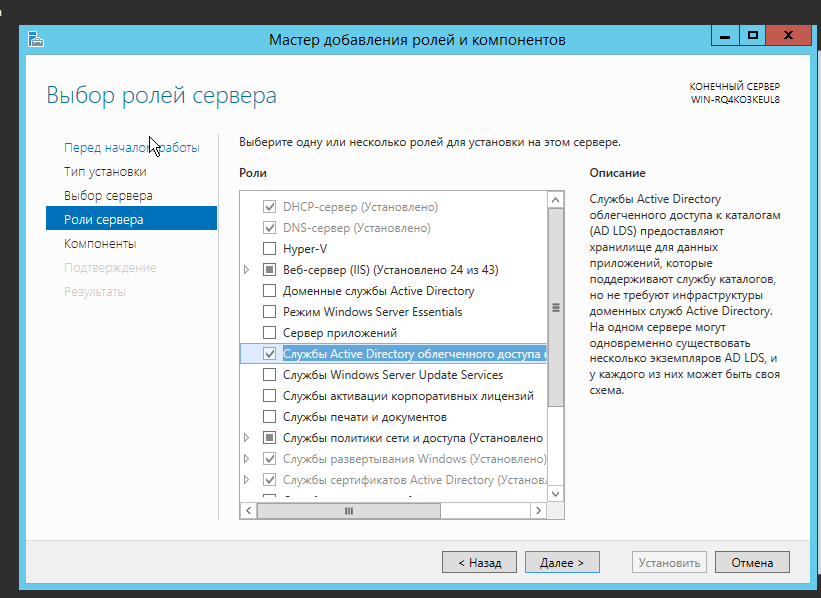 Мастер добавления ролей и компонентов
Выбор ролей сервера
КОНЕЧНЫЙ СЕРВЕР
WIN-RQ4KO3KEUL8
Перед началом работы
Тип установки
Выбор сервера
Роли сервера
Компоненты
Подтверждение
Результаты
Выберите одну или несколько ролей для установки на этом сервере.
Роли
DHCP-сервер (Установлено)
DNS-сервер (Установлено)
Hyper-V
Веб-сервер (IIS) (Установлено 24 из 43)
Доменные службы Active Directory
Режим Windows Server Essentials
Сервер приложений
Службы Active Directory облегченного доступа
Службы Windows Server Update Services
Службы активации корпоративных лицензий
Службы печати и документов
Службы политики сети и доступа (Установлено
Службы развертывания Windows (Установлено)
Службы сертификатов Active Directory (Установл
Описание
Службы Active Directory
облегченного доступа к каталогам
(AD LDS) предоставляют
хранилище для данных
приложений, которые
поддерживают службу каталогов,
но не требуют инфраструктуры
доменных служб Active Directory.
На одном сервере могут
одновременно существовать
несколько экземпляров AD LDS, и
у каждого из них может быть своя
схема.
< Назад
Далее >
Установить
Отмена